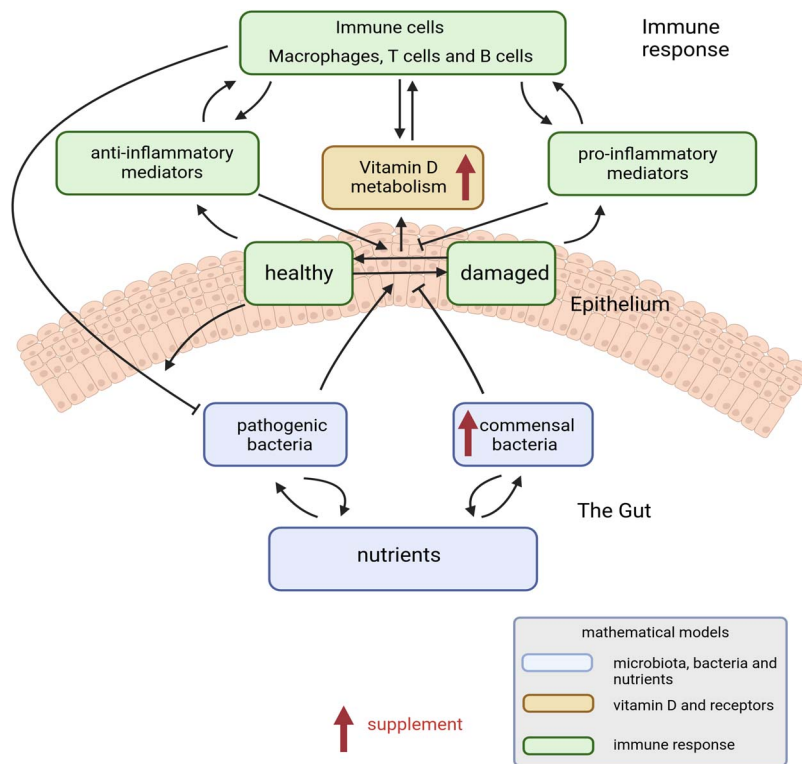 Immune cells
Macrophages, T cells and B cells
Immune
response
anti-inflammatory
mediators
Vitamin D
metabolism
pro-inflammatory
mediators
healthy
damaged
Epithelium
pathogenic
bacteria
commensal
bacteria
The Gut
nutrients
mathematical models
microbiota, bacteria and
nutrients
vitamin D and receptors
immune response
supplement